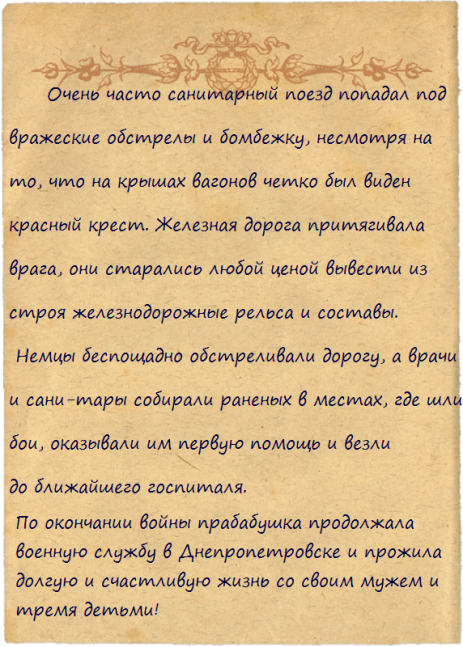 Очень часто санитарный поезд попадал под
вражеские обстрелы и бомбежку, несмотря на
то, что на крышах вагонов четко был виден
красный крест. Железная дорога притягивала
врага, они старались любой ценой вывести из
строя железнодорожные рельса и составы.
Немцы беспощадно обстреливали дорогу, а врачи
и сани-тары собирали раненых в местах, где шли
бои, оказывали им первую помощь и везли
до ближайшего госпиталя.
По окончании войны прабабушка продолжала
военную службу в Днепропетровске и прожила
долгую и счастливую жизнь со своим мужем и
тремя детьми!